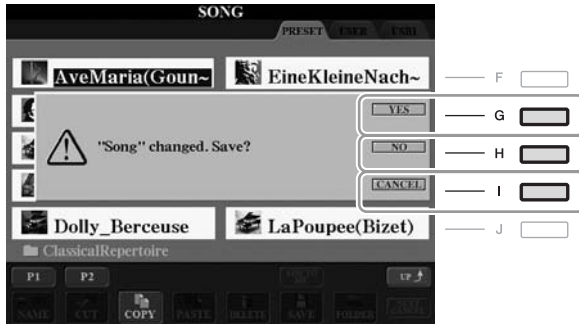 SONG
PRESET USER USB1
AveMaria(Goun~ EineKleineNach~
F
YES
G
"Song" changed. Save?
NO
H
CANCEL
I
Dolly_Berceuse LaPoupee(Bizet)
J
ClassicalRepertoire
P1 P2 UP
NAME CUT COPY PASTE DELETE SAVE FOLDER